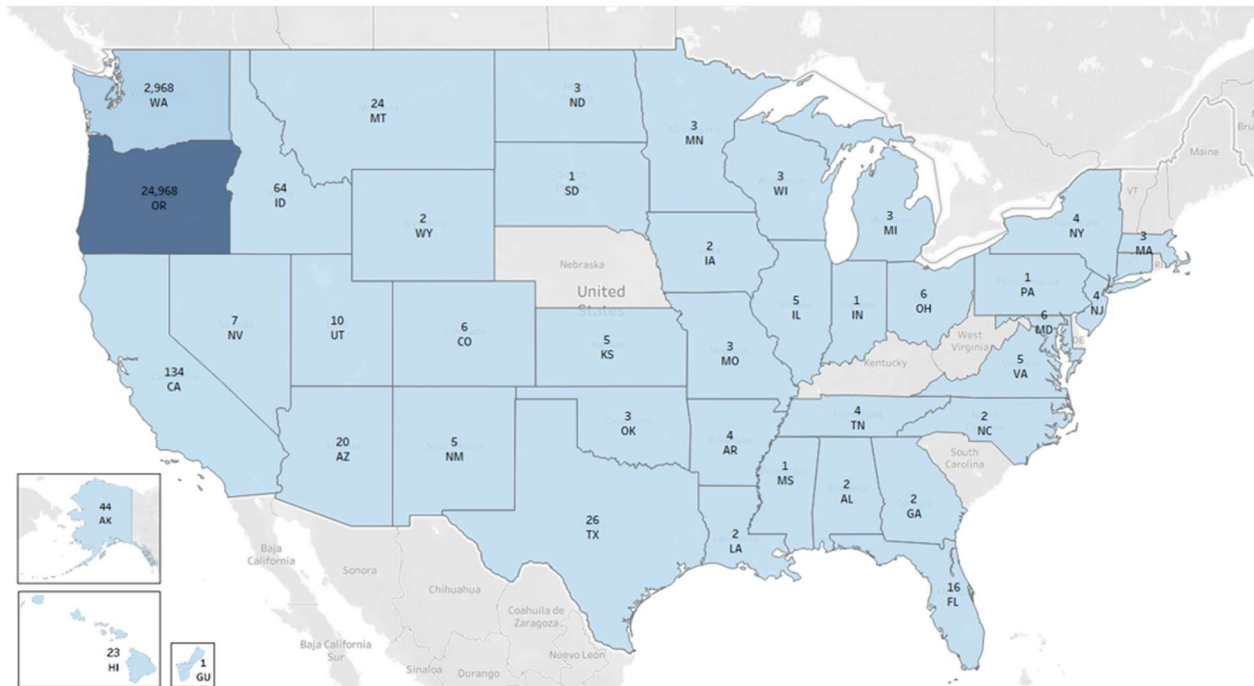 2,968
WA
24
MT
3
ND
3
MN
Maine
24,968
OR
64
ID
1
SD
3
WI
3
MI
VT
4
NY
3
MA
2
WY
2
IA
Nebraska
United
States
1
PA
4
NJ
5
IL
1
IN
6
OH
6
MD
DE
West
Virginia
7
NV
10
UT
6
CO
5
KS
3
MO
Kentucky
5
VA
134
CA
4
TN
2
NC
20
AZ
5
NM
3
OK
4
AR
South
Carolina
1
MS
2
AL
2
GA
44
AK
26
TX
2
LA
16
FL
Baja
California
Sonora
Chihuahua
Coahuila de
Zaragoza
23
HI
1
GU
Baja California
Sur
Sinaloa
Durango
Nuevo León